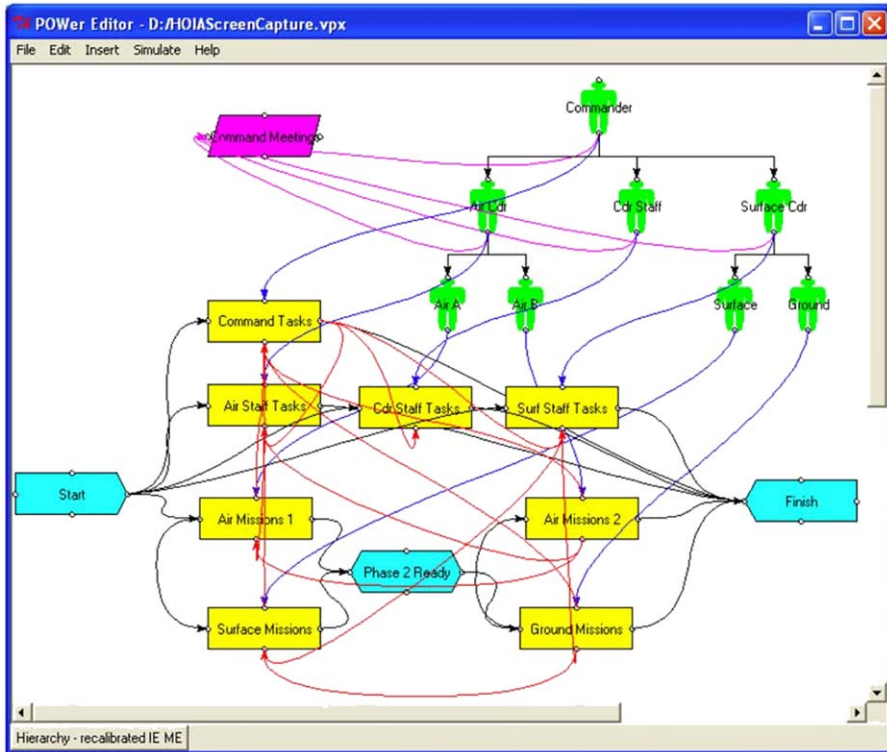 POWer Editor - D:/HOIAScreenCapture.vpx
File Edit Insert Simulate Help
Commander
Command Meetings
Air Cdr
Cdr Staff
Surface Cdr
Air A
Air B
Surface
Ground
Command Tasks
Air Staff Tasks
Cdr Staff Tasks
Surf Staff Tasks
Start
Finish
Air Missions 1
Air Missions 2
Phase 2 Ready
Surface Missions
Ground Missions
Hierarchy - recalibrated IE ME